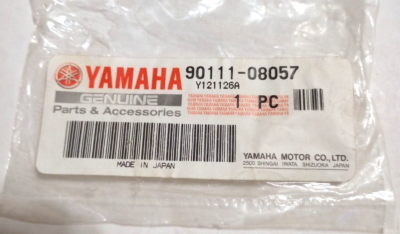 YAMAHA 90111-08057
Y121126A
GENUINE
Parts & Accessories
1 PC
MADE IN JAPAN
YAMAHA MOTOR CO.,LTD.
2500 SHINGAI IWATA SHIZUOKA JAPAN